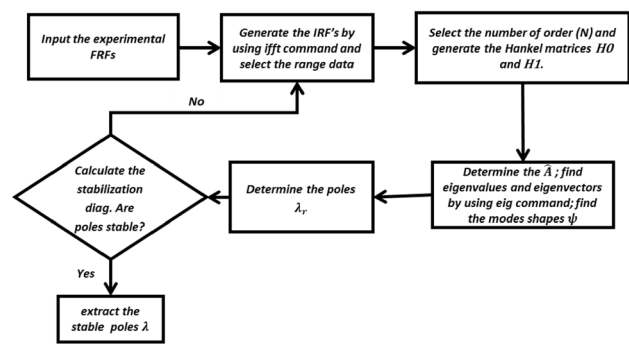 Input the experimental
FRFs
Generate the IRF's by
using ifft command and
select the range data
Select the number of order (N) and
generate the Hankel matrices H0
and H1.
No
Calculate the
stabilization
diag. Are
poles stable?
Determine the poles
λᵣ
Determine the Â ; find
eigenvalues and eigenvectors
by using eig command; find
the modes shapes ψ
Yes
extract the
stable poles λ